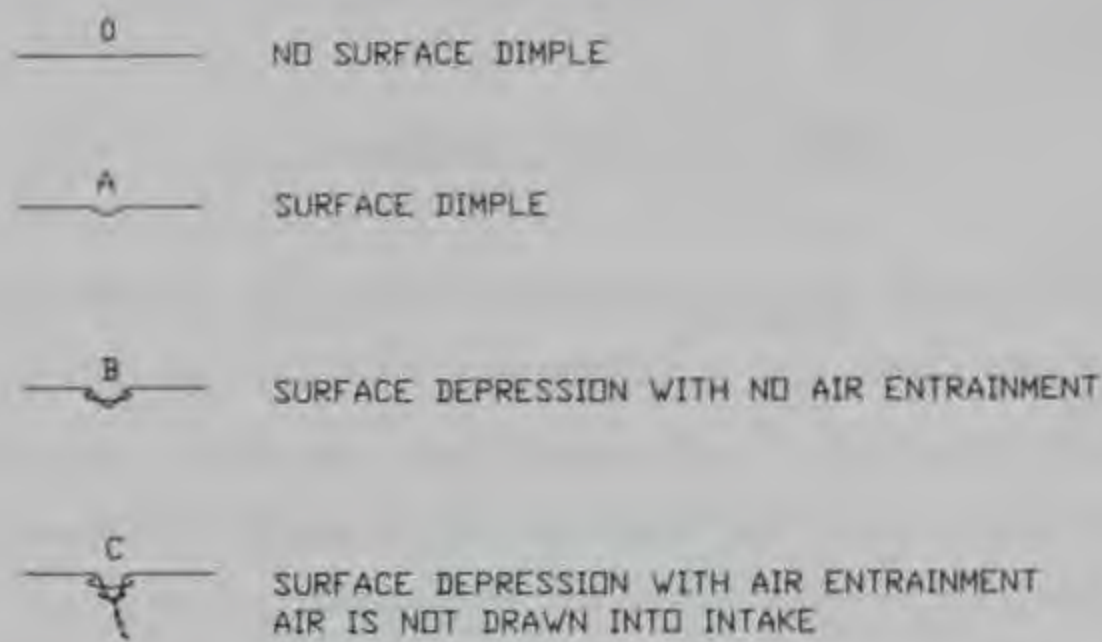 0
NO SURFACE DIMPLE
A
SURFACE DIMPLE
B
SURFACE DEPRESSION WITH NO AIR ENTRAINMENT
C
SURFACE DEPRESSION WITH AIR ENTRAINMENT
AIR IS NOT DRAWN INTO INTAKE